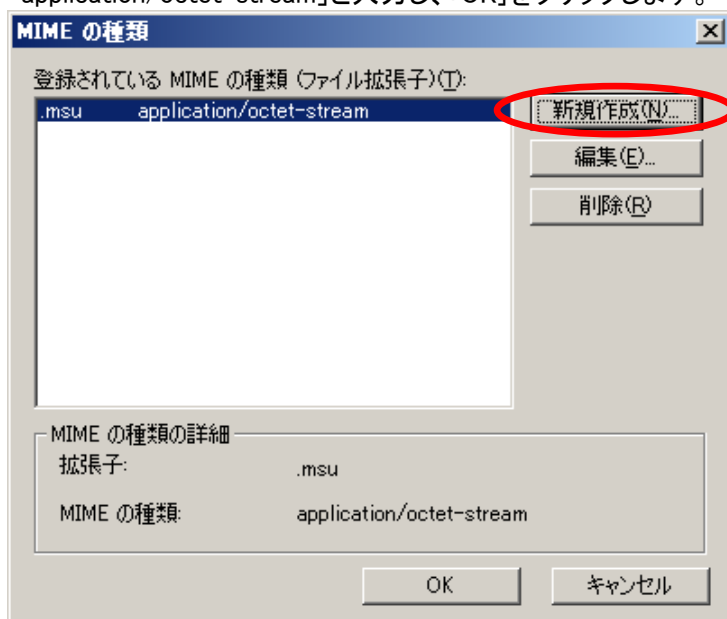 application/octet-stream」と入力し、「OK」をクリックします。
MIME の種類
登録されている MIME の種類 (ファイル拡張子)(T):
.msu application/octet-stream
新規作成(N)...
編集(E)...
削除(R)
MIME の種類の詳細
拡張子: .msu
MIME の種類: application/octet-stream
OK キャンセル